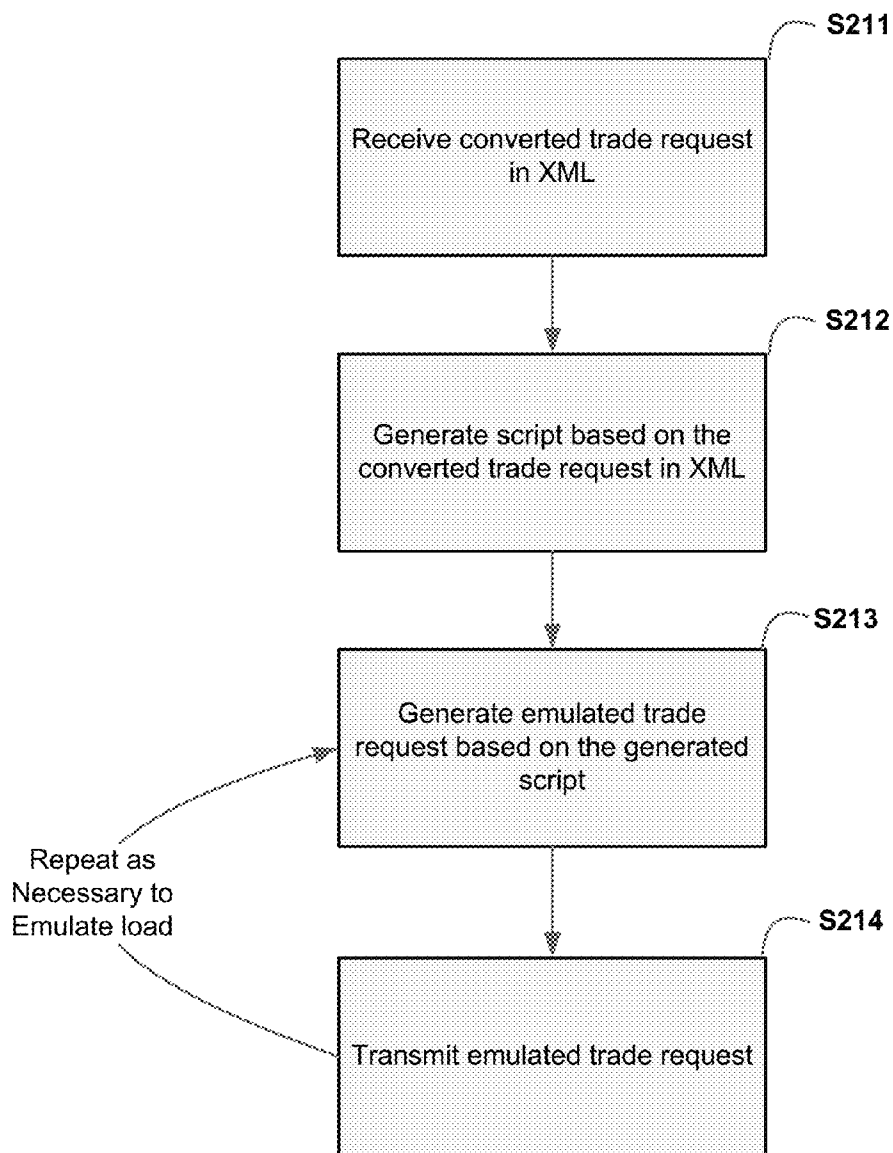 S211
Receive converted trade request
in XML
S212
Generate script based on the
converted trade request in XML
S213
Generate emulated trade
request based on the generated
script
Repeat as
Necessary to
Emulate load
S214
Transmit emulated trade request